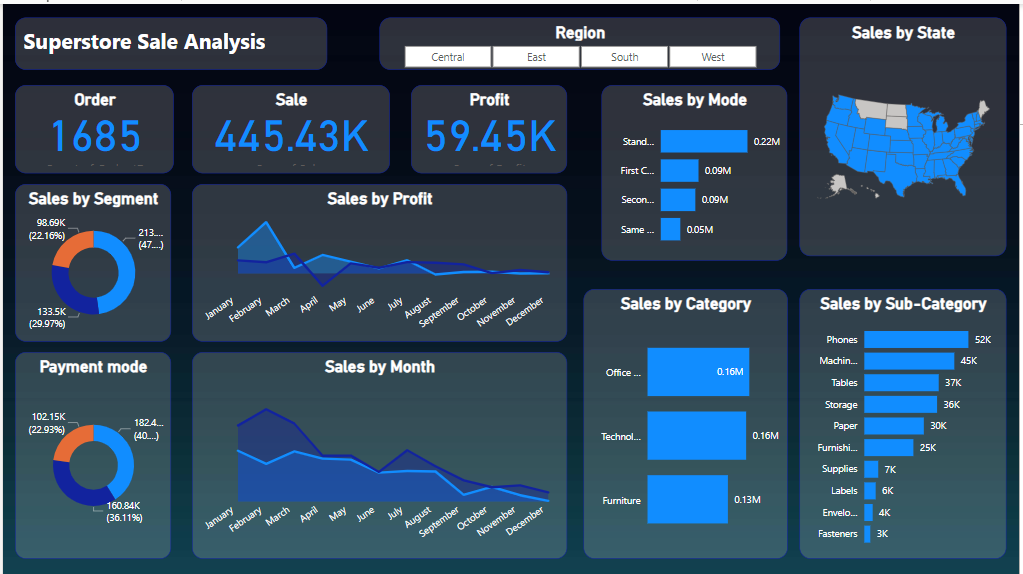 Superstore Sale Analysis
Region
Central
East
South
West
Sales by State
Order
1685
Sale
445.43K
Profit
59.45K
Sales by Mode
Stand...
0.22M
First C...
0.09M
Secon...
0.09M
Same ...
0.05M
Sales by Segment
98.69K
(22.16%)
213....
(47....)
133.5K
(29.97%)
Sales by Profit
January
February
March
April
May
June
July
August
September
October
November
December
Payment mode
102.15K
(22.93%)
182.4...
(40....)
160.84K
(36.11%)
Sales by Month
January
February
March
April
May
June
July
August
September
October
November
December
Sales by Category
Office ...
0.16M
Technol...
0.16M
Furniture
0.13M
Sales by Sub-Category
Phones
52K
Machin...
45K
Tables
37K
Storage
36K
Paper
30K
Furnishi...
25K
Supplies
7K
Labels
6K
Envelo...
4K
Fasteners
3K